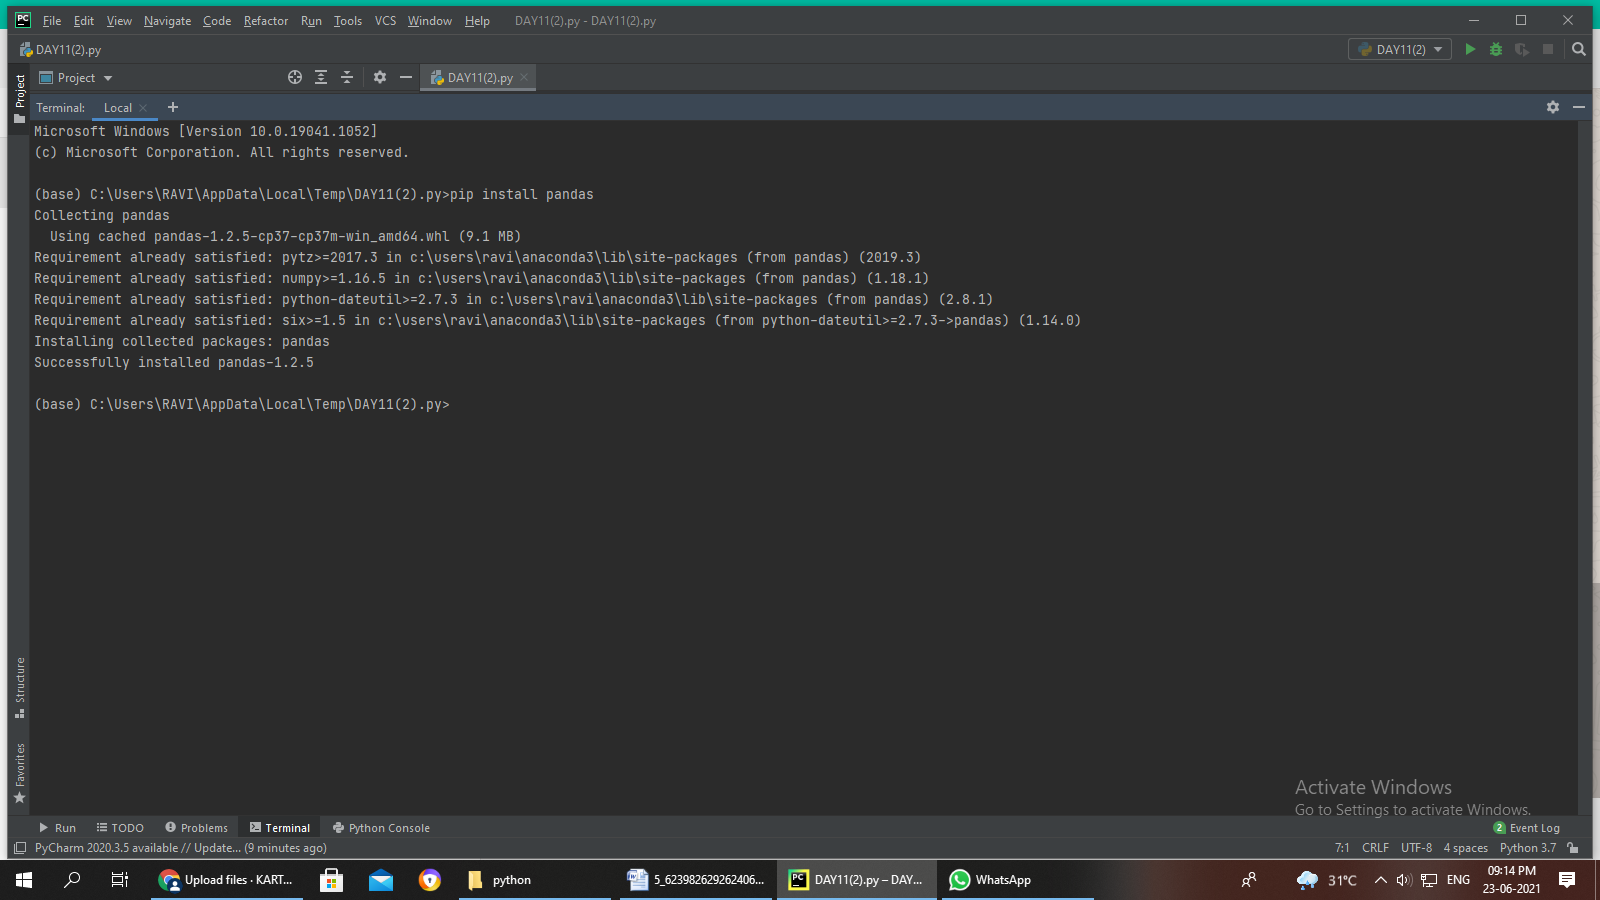 PC File Edit View Navigate Code Refactor Run Tools VCS Window Help DAY11(2).py - DAY11(2).py
DAY11(2).py DAY11(2)
Project Project DAY11(2).py
Terminal: Local
Microsoft Windows [Version 10.0.19041.1052]
(c) Microsoft Corporation. All rights reserved.
(base) C:\Users\RAVI\AppData\Local\Temp\DAY11(2).py>pip install pandas
Collecting pandas
Using cached pandas-1.2.5-cp37-cp37m-win_amd64.whl (9.1 MB)
Requirement already satisfied: pytz>=2017.3 in c:\users\ravi\anaconda3\lib\site-packages (from pandas) (2019.3)
Requirement already satisfied: numpy>=1.16.5 in c:\users\ravi\anaconda3\lib\site-packages (from pandas) (1.18.1)
Requirement already satisfied: python-dateutil>=2.7.3 in c:\users\ravi\anaconda3\lib\site-packages (from pandas) (2.8.1)
Requirement already satisfied: six>=1.5 in c:\users\ravi\anaconda3\lib\site-packages (from python-dateutil>=2.7.3->pandas) (1.14.0)
Installing collected packages: pandas
Successfully installed pandas-1.2.5
(base) C:\Users\RAVI\AppData\Local\Temp\DAY11(2).py>
Structure
Favorites
Activate Windows
Go to Settings to activate Windows.
Run TODO Problems Terminal Python Console 2 Event Log
PyCharm 2020.3.5 available // Update... (9 minutes ago) 7:1 CRLF UTF-8 4 spaces Python 3.7
Upload files · KART... python 5_623982629262406... PC DAY11(2).py – DAY... WhatsApp 31°C ENG 09:14 PM
23-06-2021